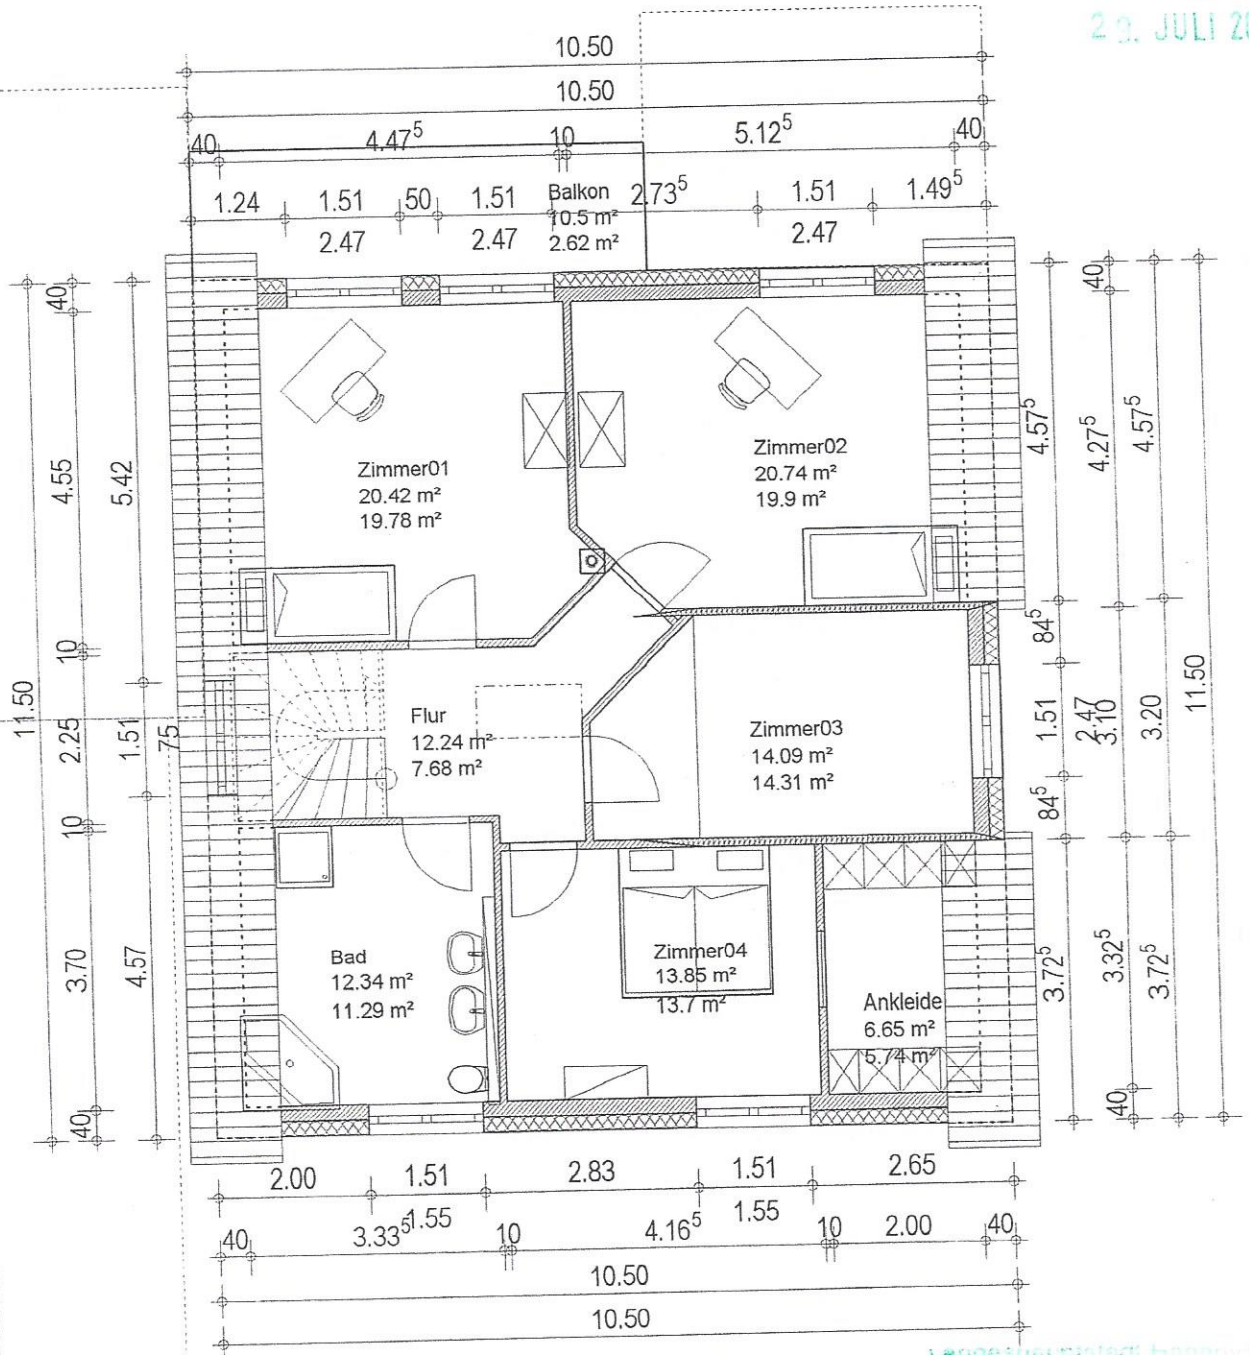 29. JULI
10.50
10.50
40 4.47⁵ 10 5.12⁵ 40
1.24 1.51 50 1.51 2.73⁵ 1.51 1.49⁵
2.47 2.47 2.47
Balkon
10.5 m²
2.62 m²
Zimmer01
20.42 m²
19.78 m²
Zimmer02
20.74 m²
19.9 m²
Flur
12.24 m²
7.68 m²
Zimmer03
14.09 m²
14.31 m²
Bad
12.34 m²
11.29 m²
Zimmer04
13.85 m²
13.7 m²
Ankleide
6.65 m²
5.74 m²
11.50
40 4.55 10 2.25 10 3.70 40
5.42 1.51 4.57
75
4.57⁵ 84⁵ 1.51 84⁵ 3.72⁵
2.47
40 4.27⁵ 3.10 3.32⁵ 40
4.57⁵ 3.20 3.72⁵
11.50
2.00 1.51 2.83 1.51 2.65
1.55 1.55
40 3.33⁵ 10 4.16⁵ 10 2.00 40
10.50
10.50